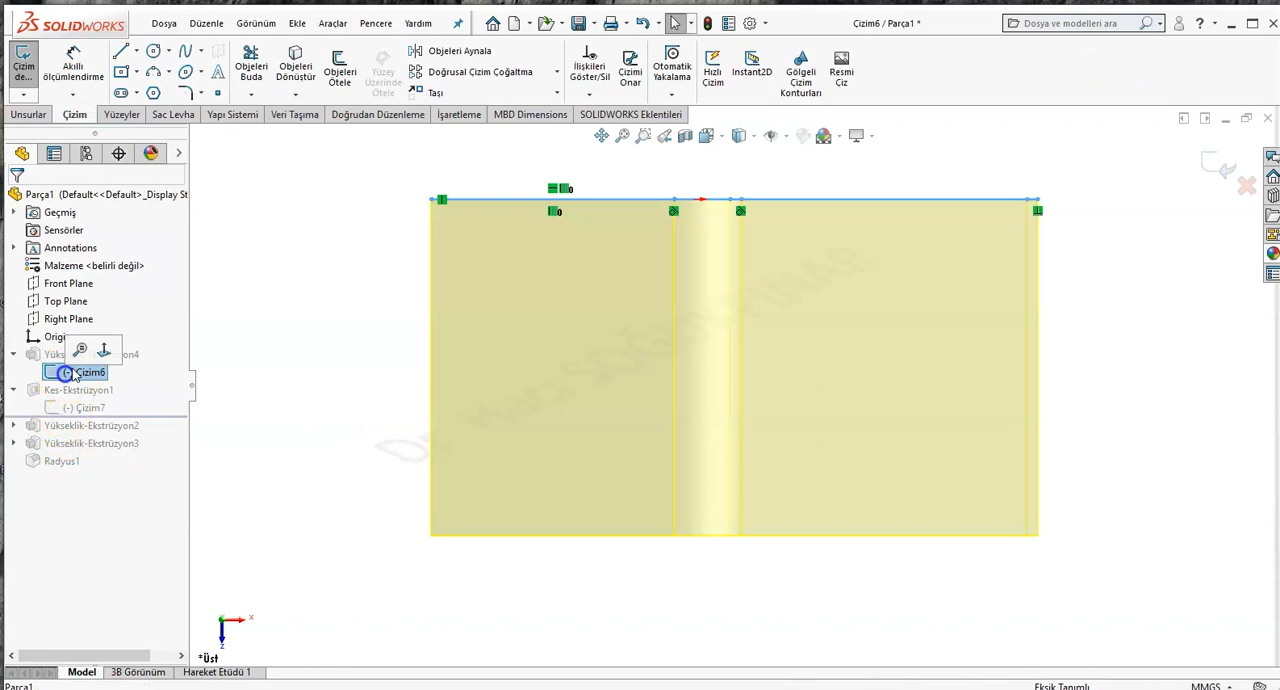 SOLIDWORKS
Dosya Düzenle Görünüm Ekle Araçlar Pencere Yardım
Çizim6 / Parça1 *
Dosya ve modelleri ara
Çizim de...
Akıllı ölçümlendirme
Objeleri Buda
Objeleri Dönüştür
Objeleri Ötele
Yüzey Üzerinde Ötele
Objeleri Aynala
Doğrusal Çizim Çoğaltma
Taşı
İlişkileri Göster/Sil
Çizimi Onar
Otomatik Yakalama
Hızlı Çizim
Instant2D
Gölgeli Çizim Konturları
Resmi Çiz
Unsurlar Çizim Yüzeyler Sac Levha Yapı Sistemi Veri Taşıma Doğrudan Düzenleme İşaretleme MBD Dimensions SOLIDWORKS Eklentileri
Parça1 (Default<<Default>_Display St
Geçmiş
Sensörler
Annotations
Malzeme <belirli değil>
Front Plane
Top Plane
Right Plane
(-) Çizim6
Kes-Ekstrüzyon1
(-) Çizim7
Yükseklik-Ekstrüzyon2
Yükseklik-Ekstrüzyon3
Radyus1
0
0
x
z
*Üst
Model 3B Görünüm Hareket Etüdü 1
Parça1
Eksik Tanımlı
MMGS